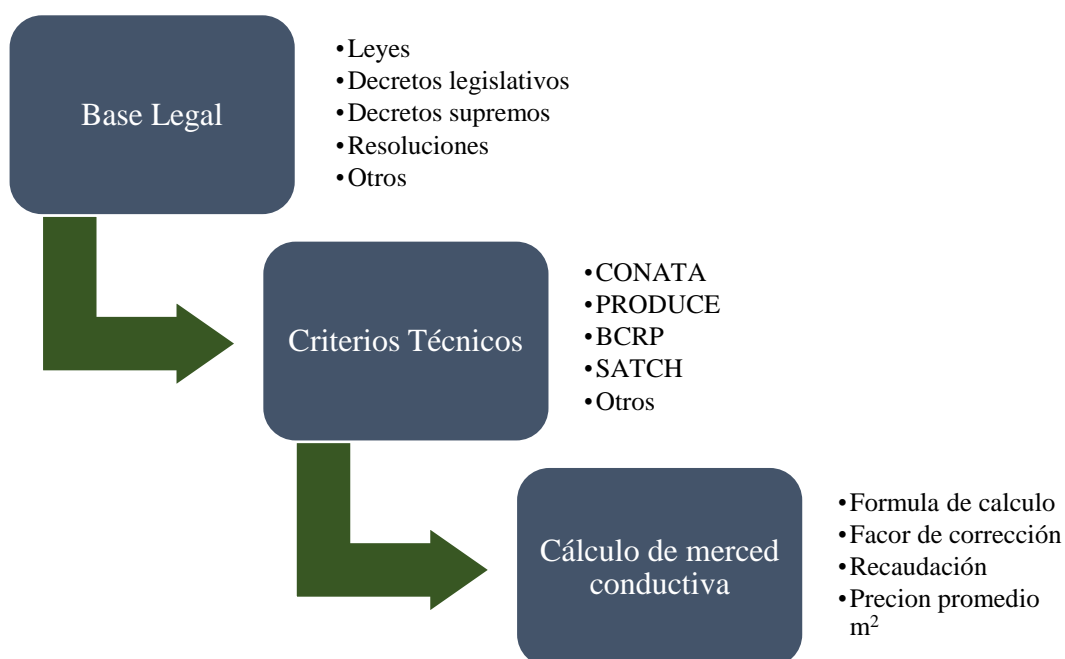 Base Legal
•Leyes
•Decretos legislativos
•Decretos supremos
•Resoluciones
•Otros
Criterios Técnicos
•CONATA
•PRODUCE
•BCRP
•SATCH
•Otros
Cálculo de merced
conductiva
•Formula de calculo
•Facor de corrección
•Recaudación
•Precion promedio
m²